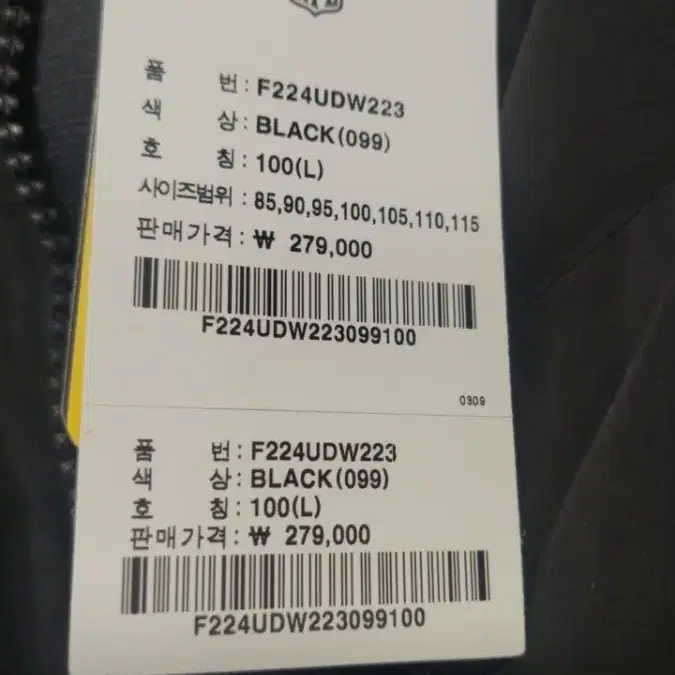 품 번 : F224UDW223
색 상 : BLACK(099)
호 칭 : 100(L)
사이즈범위 : 85,90,95,100,105,110,115
판매가격 : ₩ 279,000
F224UDW223099100
0309
품 번 : F224UDW223
색 상 : BLACK(099)
호 칭 : 100(L)
판매가격 : ₩ 279,000
F224UDW223099100